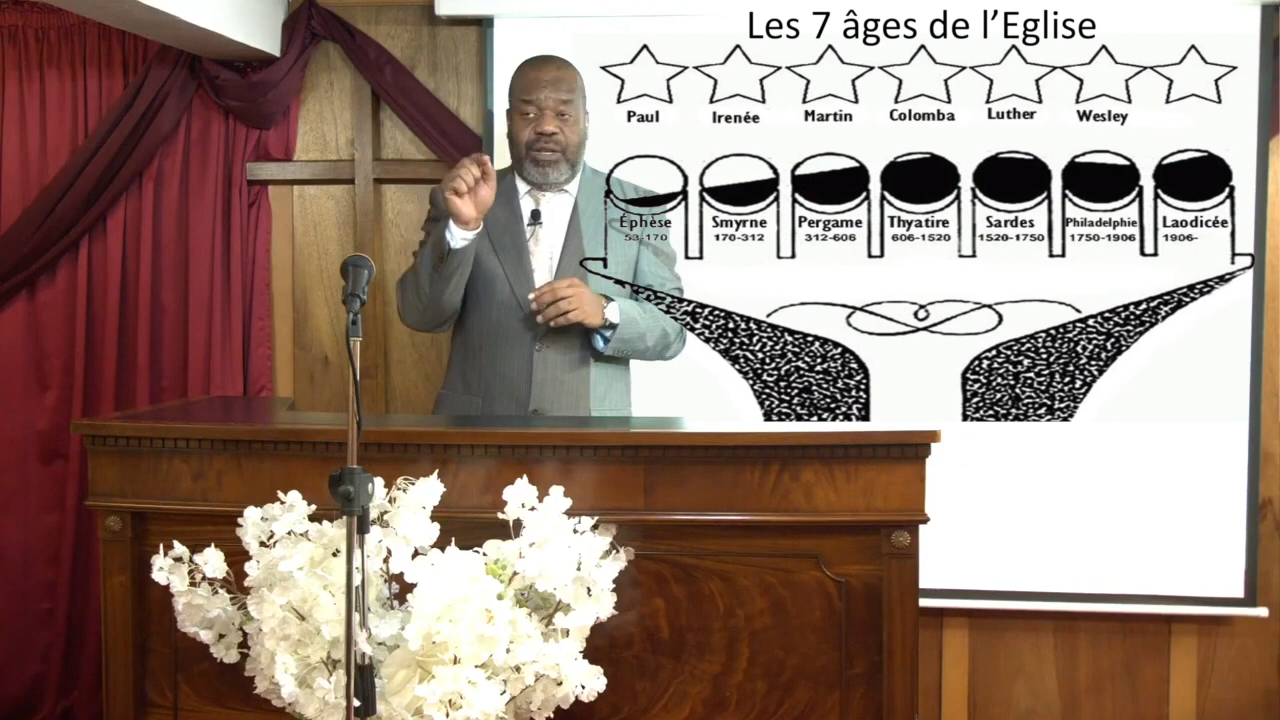 Les 7 âges de l’Eglise
Paul Irenée Martin Colomba Luther Wesley
Éphèse Smyrne Pergame Thyatire Sardes Philadelphie Laodicée
53-170 170-312 312-606 606-1520 1520-1750 1750-1906 1906-